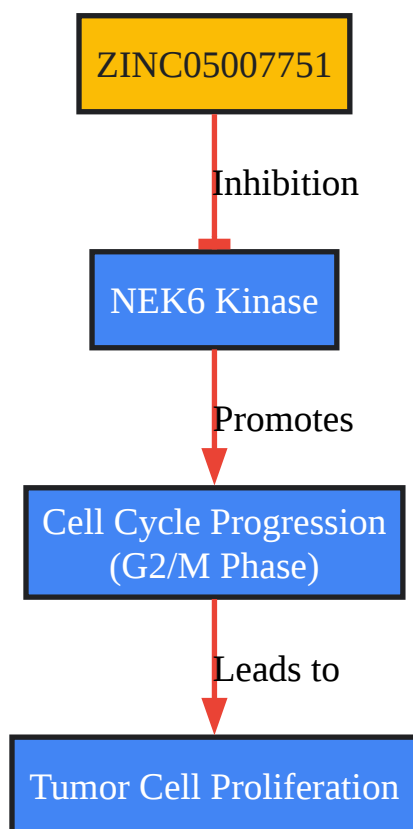 ZINC05007751
Inhibition
NEK6 Kinase
Promotes
Cell Cycle Progression
(G2/M Phase)
Leads to
Tumor Cell Proliferation